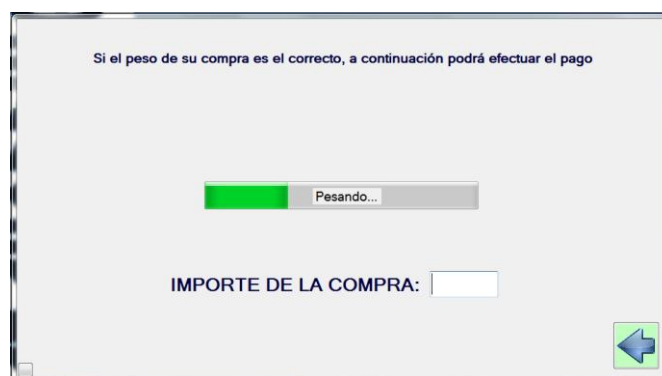 Si el peso de su compra es el correcto, a continuación podrá efectuar el pago
Pesando...
IMPORTE DE LA COMPRA: